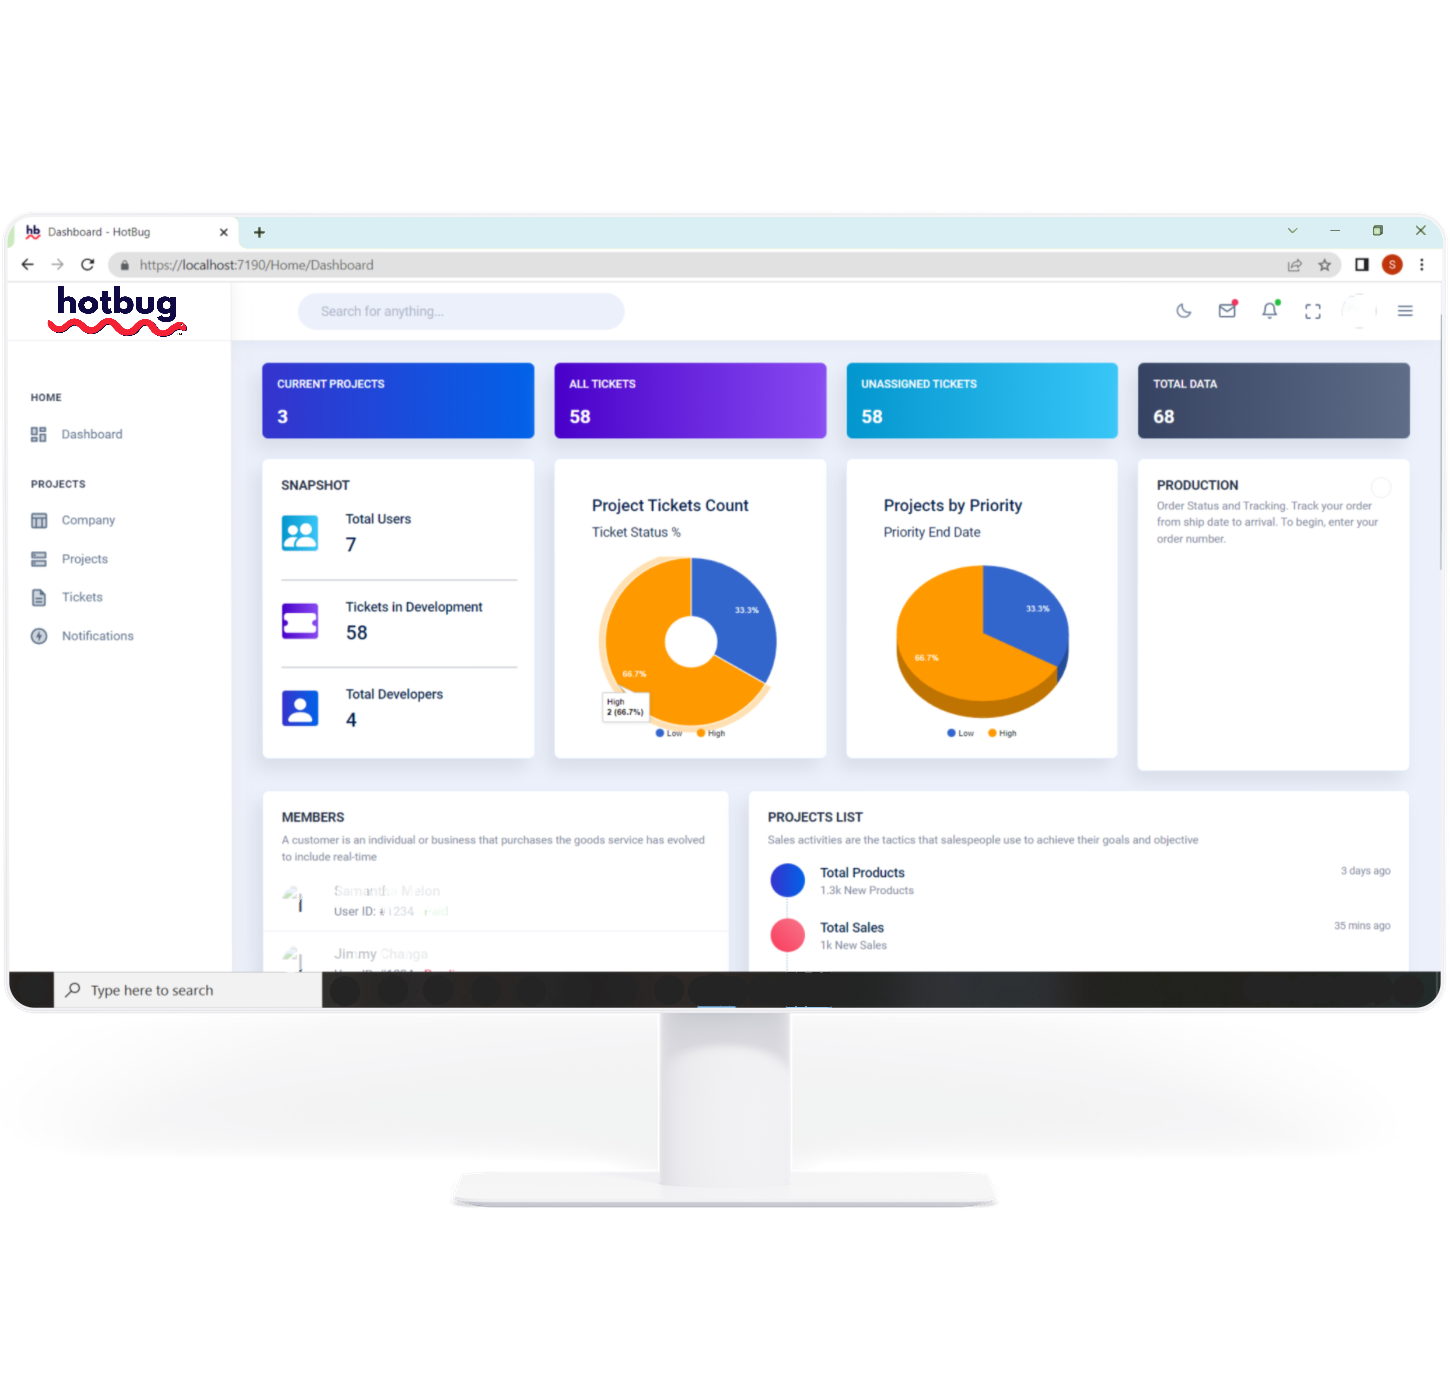 hb Dashboard - HotBug
https://localhost:7190/Home/Dashboard
S
hotbug
Search for anything...
HOME
Dashboard
PROJECTS
Company
Projects
Tickets
Notifications
CURRENT PROJECTS
3
ALL TICKETS
58
UNASSIGNED TICKETS
58
TOTAL DATA
68
SNAPSHOT
Total Users
7
Tickets in Development
58
Total Developers
4
Project Tickets Count
Ticket Status %
33.3%
66.7%
High
2 (66.7%)
Low High
Projects by Priority
Priority End Date
33.3%
66.7%
Low High
PRODUCTION
Order Status and Tracking. Track your order
from ship date to arrival. To begin, enter your
order number.
MEMBERS
A customer is an individual or business that purchases the goods service has evolved
to include real-time
Samantha Melon
User ID: #1234
Jimmy Changa
PROJECTS LIST
Sales activities are the tactics that salespeople use to achieve their goals and objective
Total Products
1.3k New Products
3 days ago
Total Sales
1k New Sales
35 mins ago
Type here to search